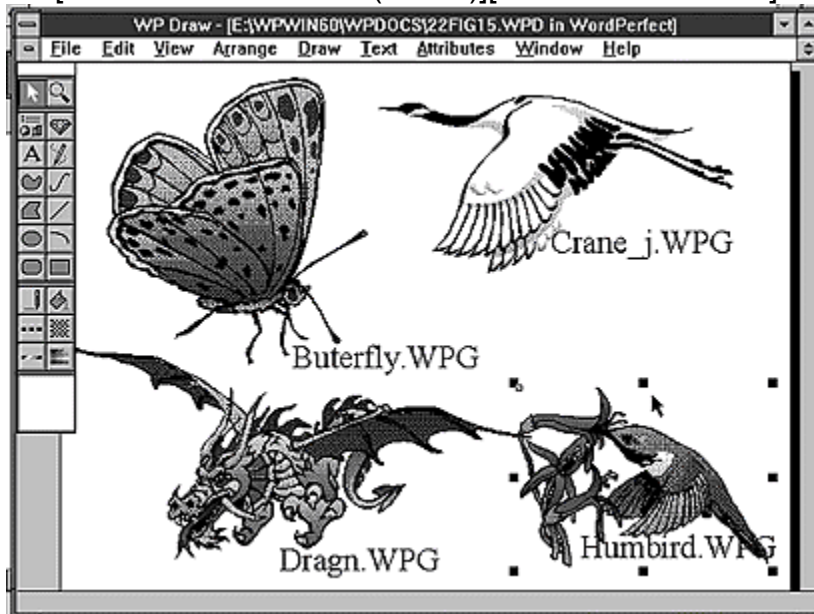 WP Draw - [E:\WPWIN60\WPDOCS\22FIG15.WPD in WordPerfect]
File Edit View Arrange Draw Text Attributes Window Help
A
Crane_j.WPG
Buterfly.WPG
Dragn.WPG
Humbird.WPG